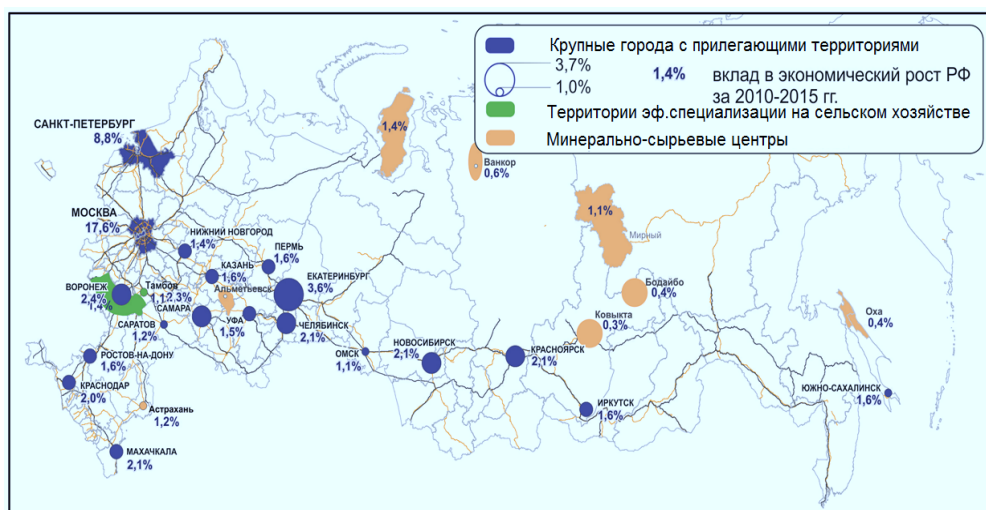 Крупные города с прилегающими территориями
3,7%
1,0%
1,4%
вклад в экономический рост РФ
за 2010-2015 гг.
Территории эф.специализации на сельском хозяйстве
Минерально-сырьевые центры
САНКТ-ПЕТЕРБУРГ
8,8%
1,4%
Ванкор
0,6%
1,1%
Мирный
МОСКВА
17,6%
НИЖНИЙ НОВГОРОД
1,4%
ПЕРМЬ
1,6%
КАЗАНЬ
1,6%
ЕКАТЕРИНБУРГ
3,6%
Альметьевск
ВОРОНЕЖ
2,4%
1,4%
Тамбов
2,3%
САМАРА
УФА
1,5%
ЧЕЛЯБИНСК
2,1%
САРАТОВ
1,2%
Бодайбо
0,4%
Ковыкта
0,3%
Оха
0,4%
РОСТОВ-НА-ДОНУ
1,6%
ОМСК
1,1%
НОВОСИБИРСК
2,1%
КРАСНОЯРСК
2,1%
КРАСНОДАР
2,0%
Астрахань
1,2%
ИРКУТСК
1,6%
ЮЖНО-САХАЛИНСК
1,6%
МАХАЧКАЛА
2,1%